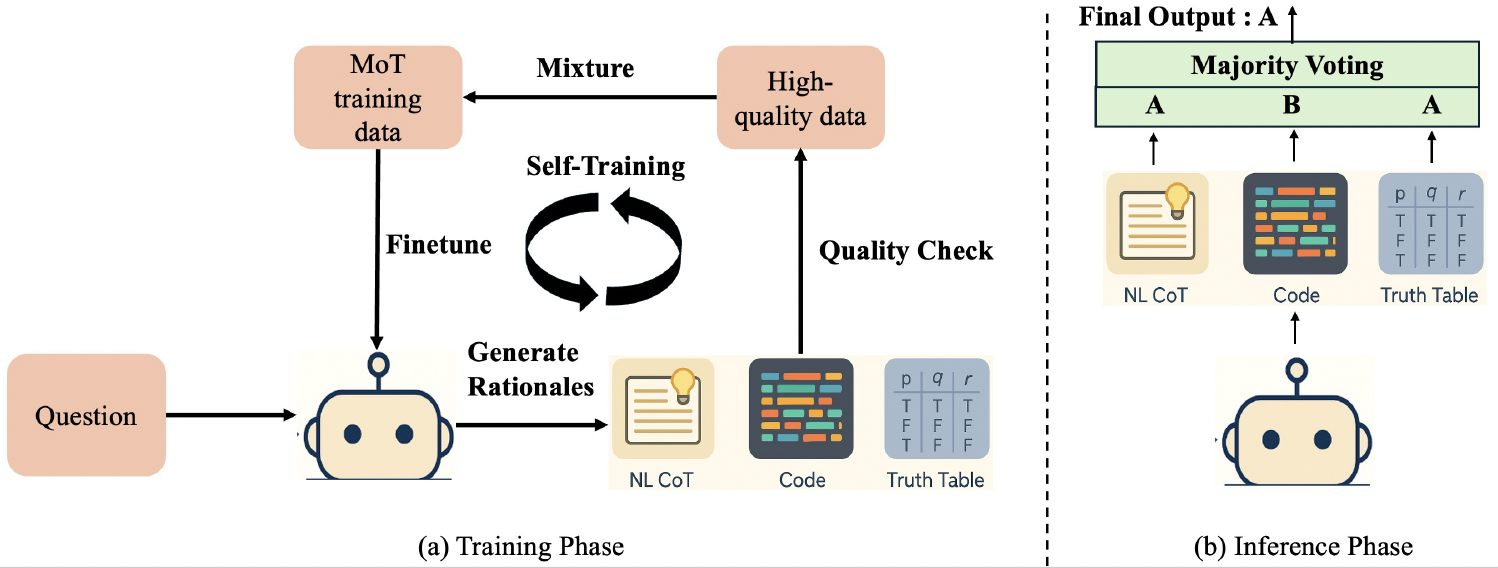 MoT
training
data
Mixture
High-
quality data
Self-Training
Finetune
Quality Check
Question
Generate
Rationales
NL CoT
Code
p q r
T T T
F F F
T F F
Truth Table
(a) Training Phase
Final Output : A
Majority Voting
A B A
NL CoT
Code
p q r
T T T
F F F
T F F
Truth Table
(b) Inference Phase